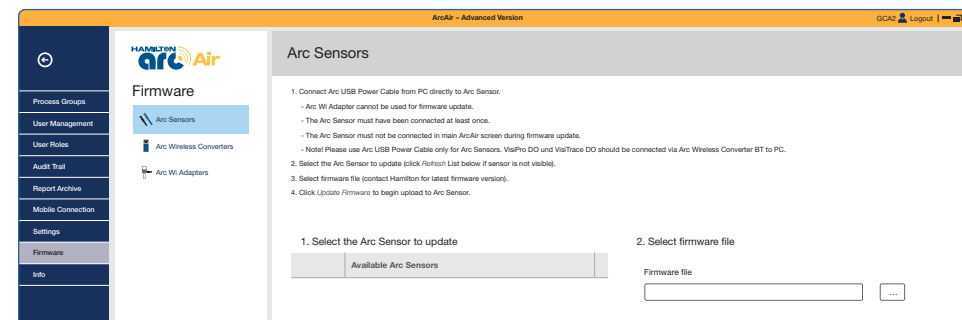 ArcAir – Advanced Version
GCA2 Logout |
HAMILTON
arc Air
Arc Sensors
Firmware
Process Groups
User Management
User Roles
Audit Trail
Report Archive
Mobile Connection
Settings
Firmware
Info
Arc Sensors
Arc Wireless Converters
Arc Wi Adapters
1. Connect Arc USB Power Cable from PC directly to Arc Sensor.
- Arc Wi Adapter cannot be used for firmware update.
- The Arc Sensor must have been connected at least once.
- The Arc Sensor must not be connected in main ArcAir screen during firmware update.
- Note! Please use Arc USB Power Cable only for Arc Sensors. VisiPro DO und VisiTrace DO should be connected via Arc Wireless Converter BT to PC.
2. Select the Arc Sensor to update (click Refresh List below if sensor is not visible).
3. Select firmware file (contact Hamilton for latest firmware version).
4. Click Update Firmware to begin upload to Arc Sensor.
1. Select the Arc Sensor to update
Available Arc Sensors
2. Select firmware file
Firmware file
...